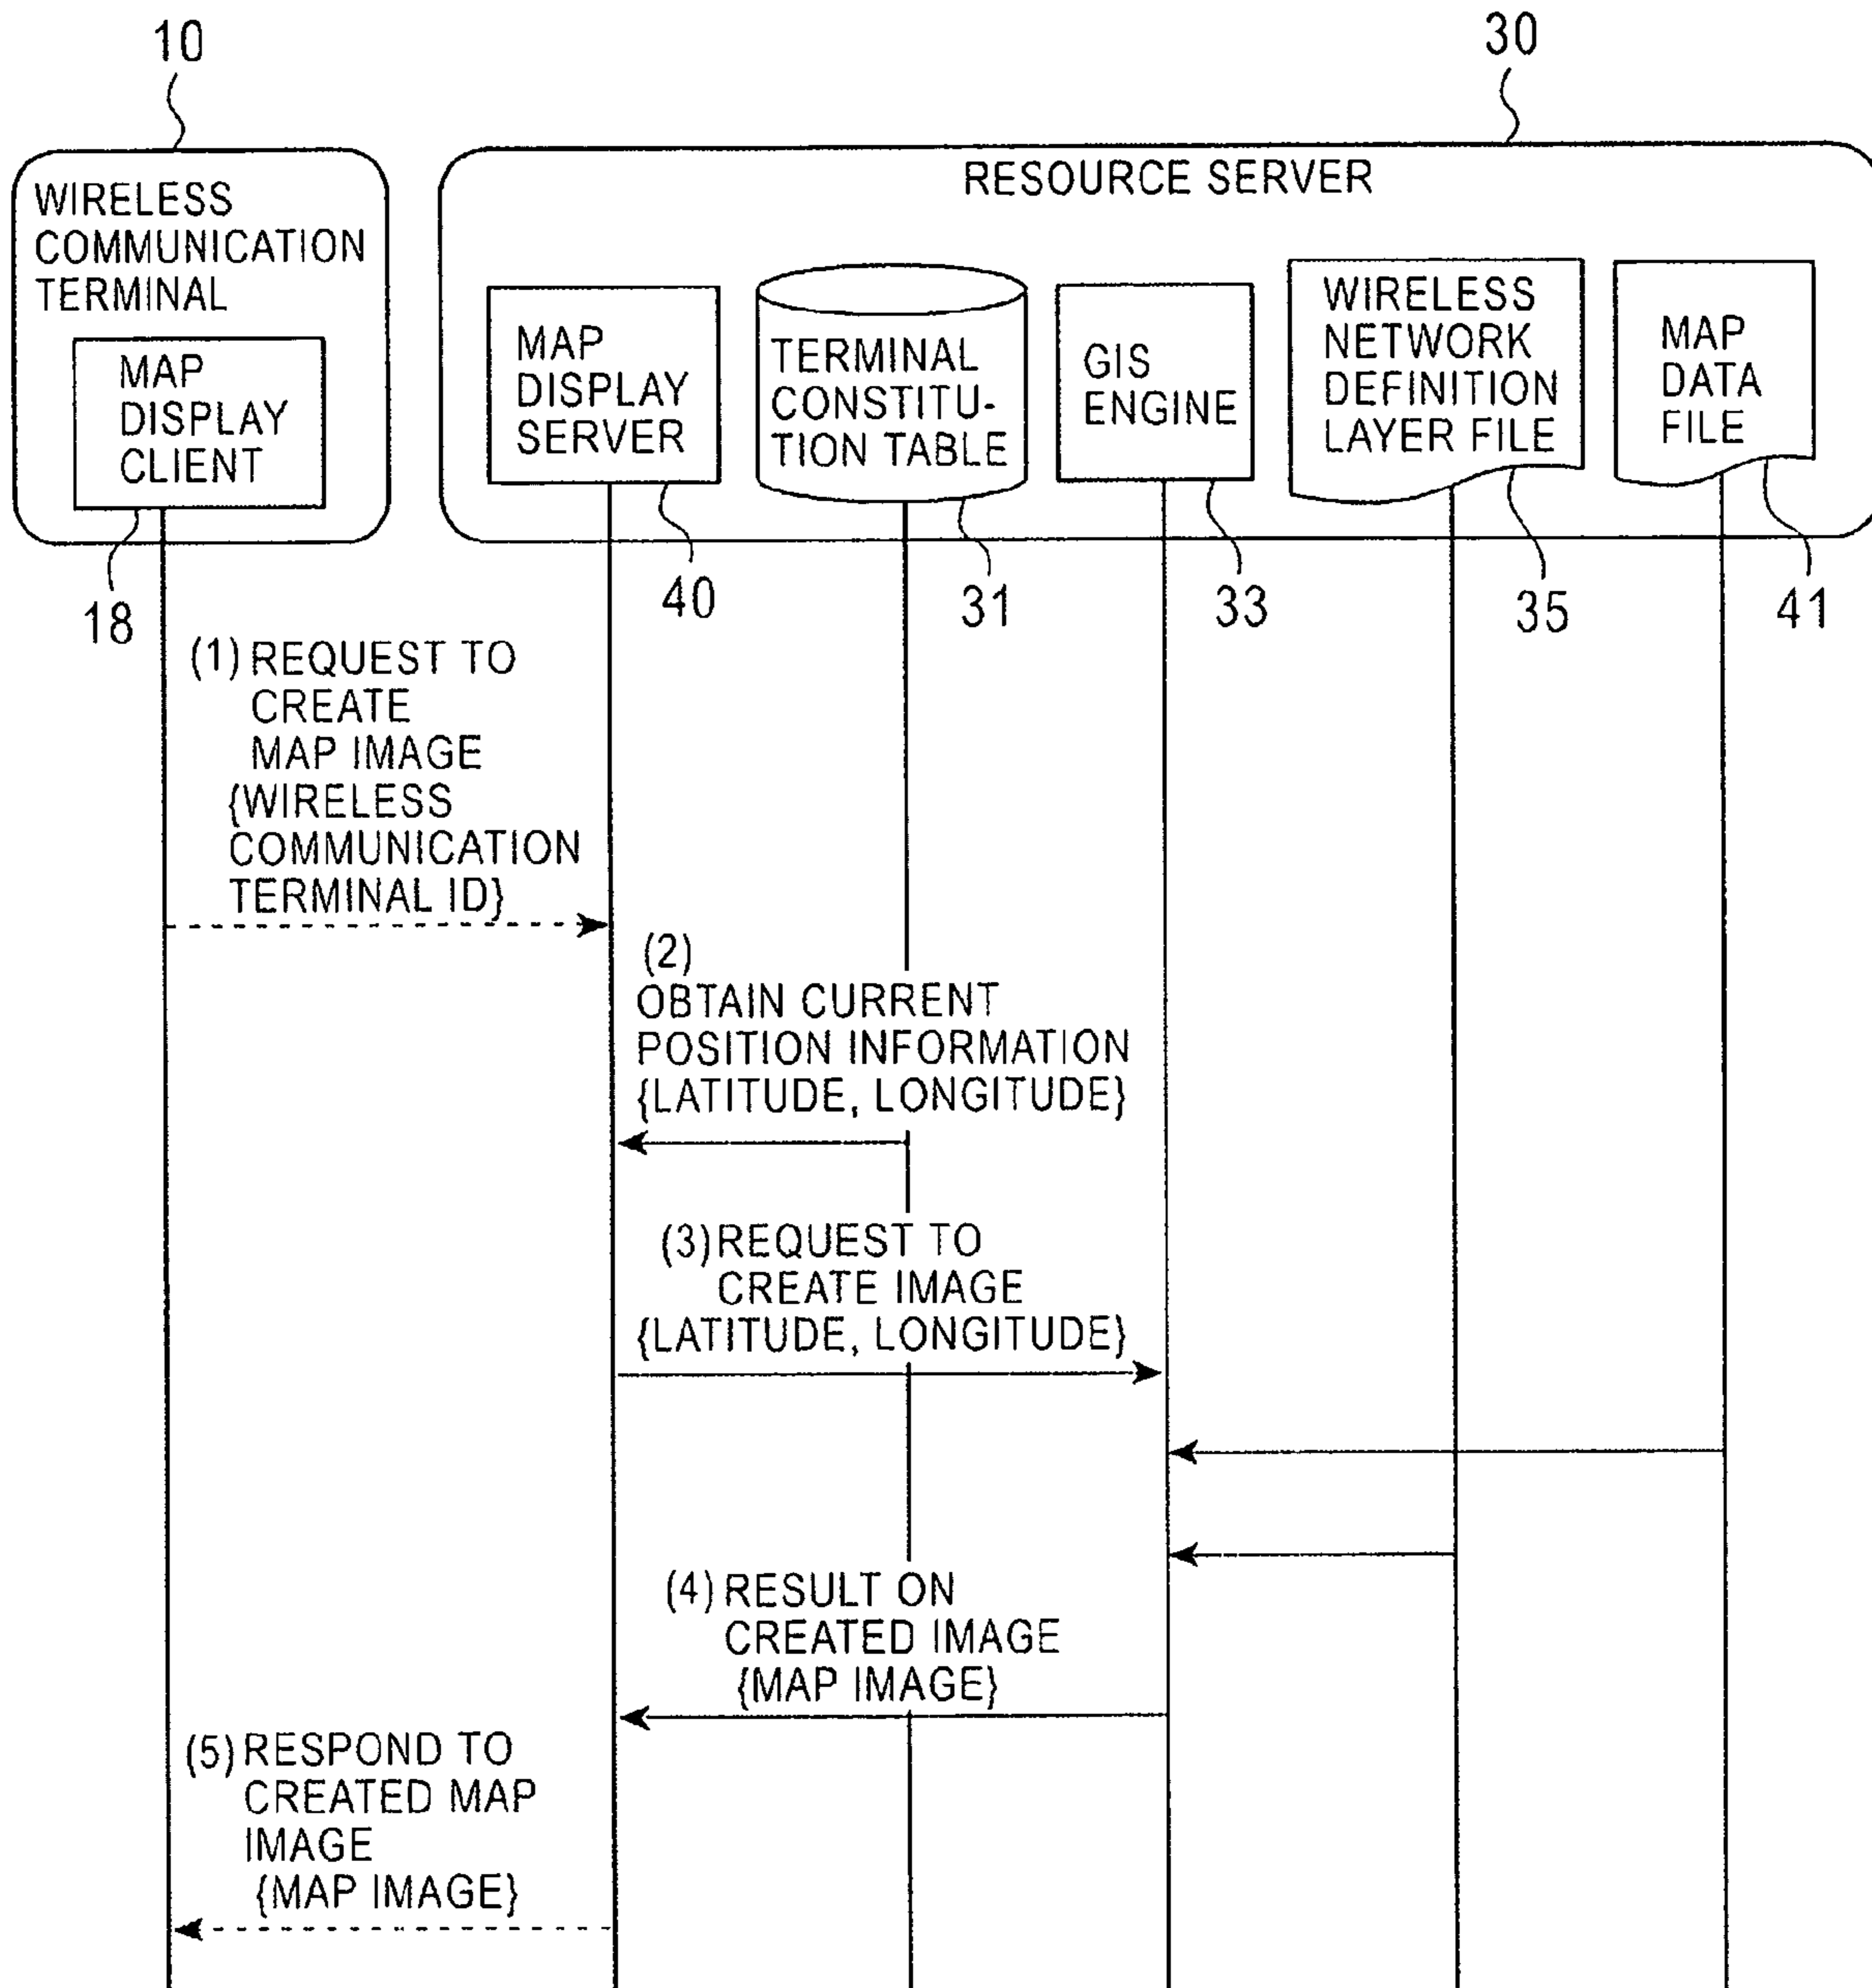 10
30
WIRELESS
COMMUNICATION
TERMINAL
MAP
DISPLAY
CLIENT
RESOURCE SERVER
MAP
DISPLAY
SERVER
TERMINAL
CONSTITU-
TION TABLE
GIS
ENGINE
WIRELESS
NETWORK
DEFINITION
LAYER FILE
MAP
DATA
FILE
18
40
31
33
35
41
(1) REQUEST TO
CREATE
MAP IMAGE
{WIRELESS
COMMUNICATION
TERMINAL ID}
(2)
OBTAIN CURRENT
POSITION INFORMATION
{LATITUDE, LONGITUDE}
(3) REQUEST TO
CREATE IMAGE
{LATITUDE, LONGITUDE}
(4) RESULT ON
CREATED IMAGE
{MAP IMAGE}
(5) RESPOND TO
CREATED MAP
IMAGE
{MAP IMAGE}